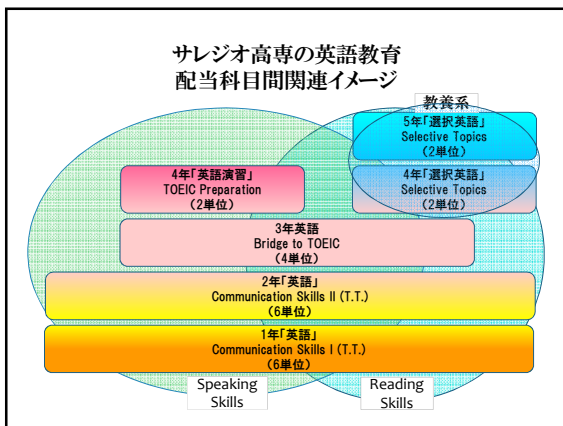 サレジオ高専の英語教育
配当科目間関連イメージ
教養系
5年「選択英語」
Selective Topics
(2単位)
4年「英語演習」
TOEIC Preparation
(2単位)
4年「選択英語」
Selective Topics
(2単位)
3年英語
Bridge to TOEIC
(4単位)
2年「英語」
Communication Skills II (T.T.)
(6単位)
1年「英語」
Communication Skills I (T.T.)
(6単位)
Speaking
Skills
Reading
Skills